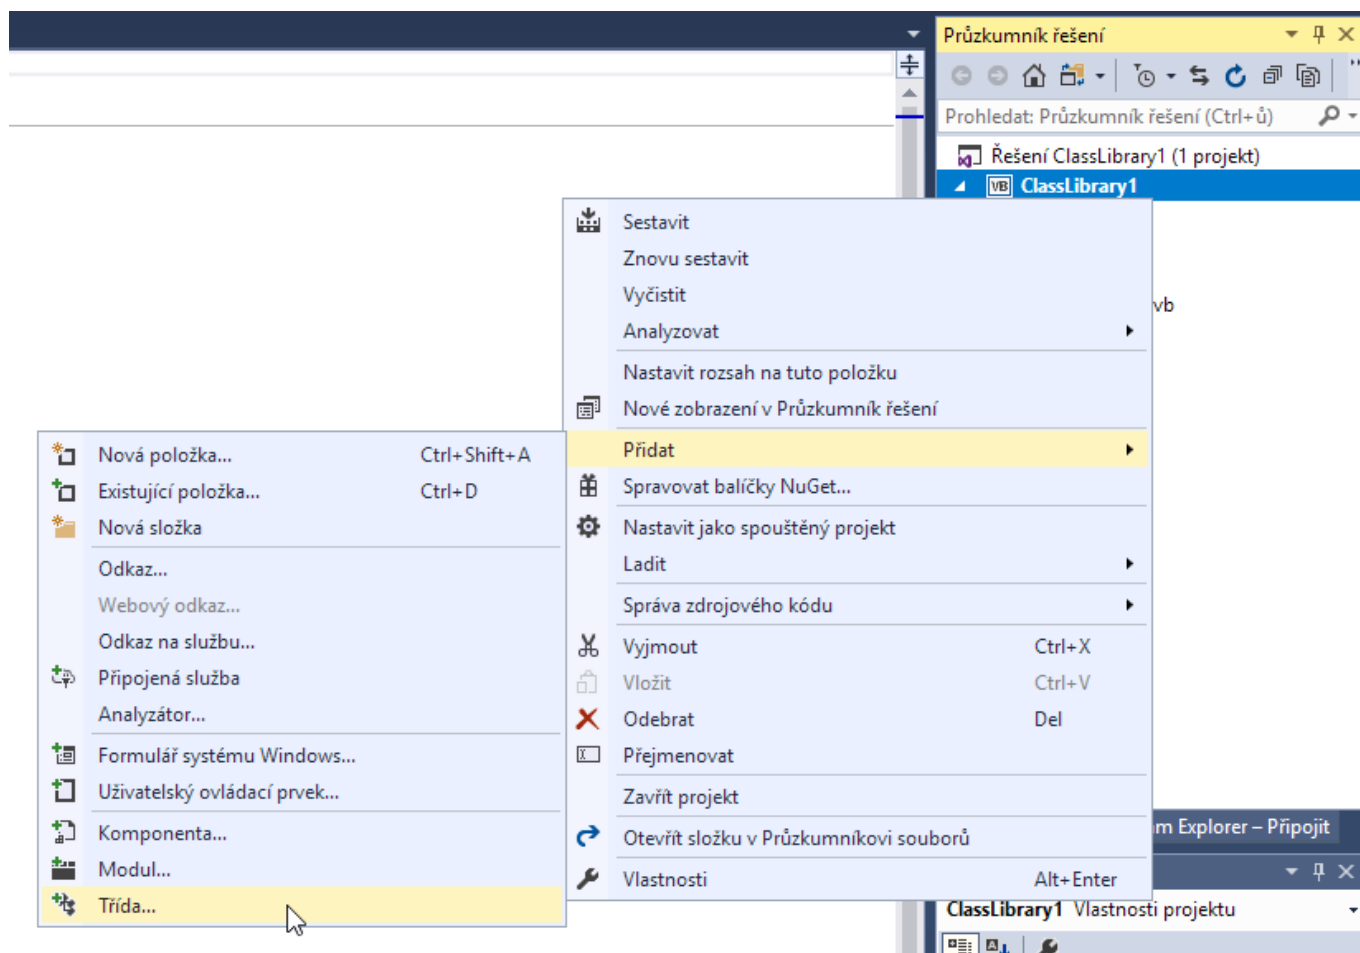 Průzkumník řešení
Prohledat: Průzkumník řešení (Ctrl+ů)
Řešení ClassLibrary1 (1 projekt)
VB ClassLibrary1
vb
Sestavit
Znovu sestavit
Vyčistit
Analyzovat
Nastavit rozsah na tuto položku
Nové zobrazení v Průzkumník řešení
Přidat
Spravovat balíčky NuGet...
Nastavit jako spouštěný projekt
Ladit
Správa zdrojového kódu
Vyjmout Ctrl+X
Vložit Ctrl+V
Odebrat Del
Přejmenovat
Zavřít projekt
Otevřít složku v Průzkumníkovi souborů
Vlastnosti Alt+Enter
Nová položka... Ctrl+Shift+A
Existující položka... Ctrl+D
Nová složka
Odkaz...
Webový odkaz...
Odkaz na službu...
Připojená služba
Analyzátor...
Formulář systému Windows...
Uživatelský ovládací prvek...
Komponenta...
Modul...
Třída...
m Explorer – Připojit
ClassLibrary1 Vlastnosti projektu